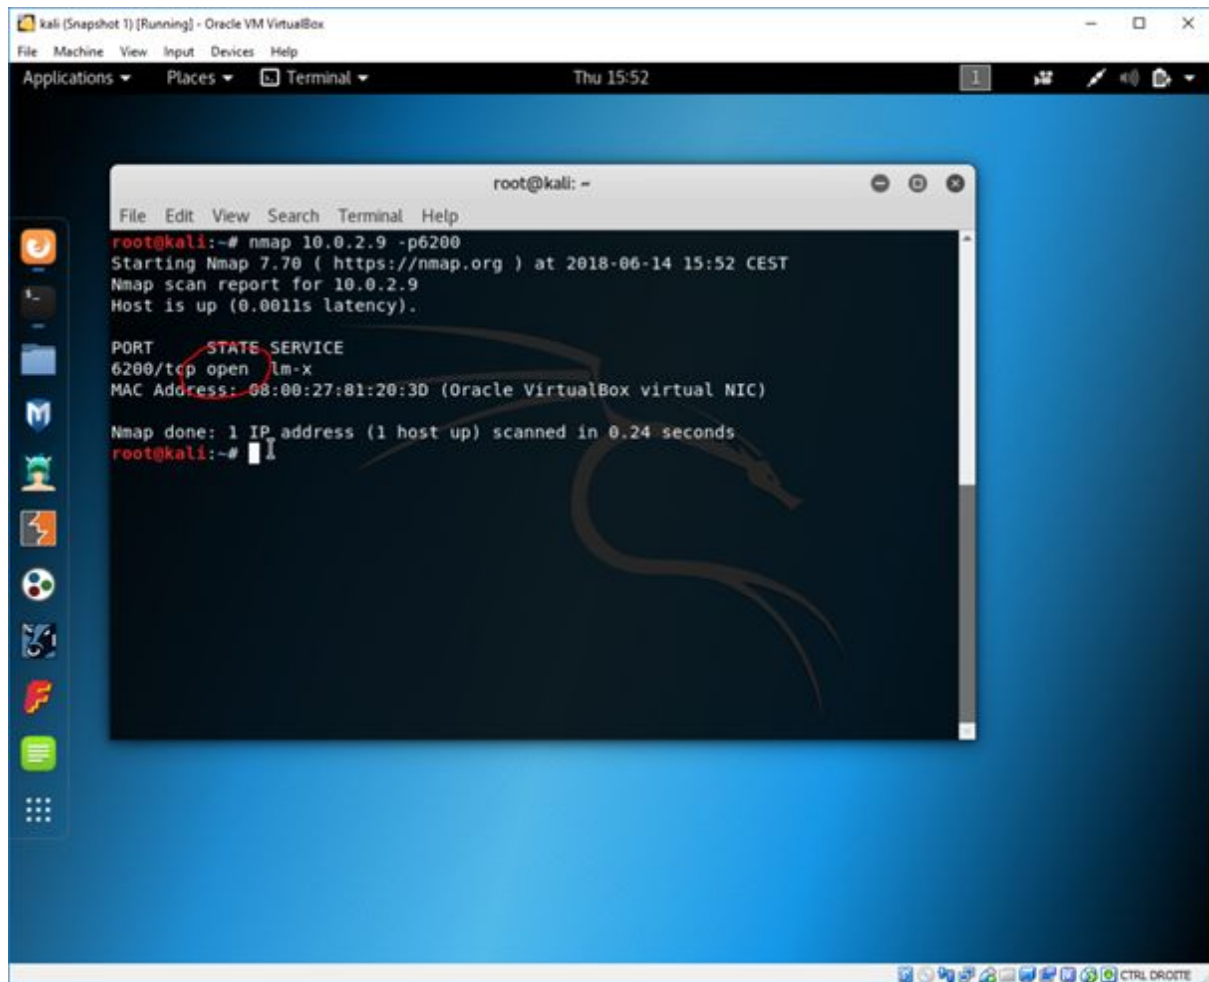 kali (Snapshot 1) [Running] - Oracle VM VirtualBox
File Machine View Input Devices Help
Applications Places Terminal Thu 15:52 1
root@kali: ~
File Edit View Search Terminal Help
root@kali:~# nmap 10.0.2.9 -p6200
Starting Nmap 7.70 ( https://nmap.org ) at 2018-06-14 15:52 CEST
Nmap scan report for 10.0.2.9
Host is up (0.0011s latency).
PORT STATE SERVICE
6200/tcp open lm-x
MAC Address: 08:00:27:81:20:3D (Oracle VirtualBox virtual NIC)
Nmap done: 1 IP address (1 host up) scanned in 0.24 seconds
root@kali:~#
CTRL DROITE